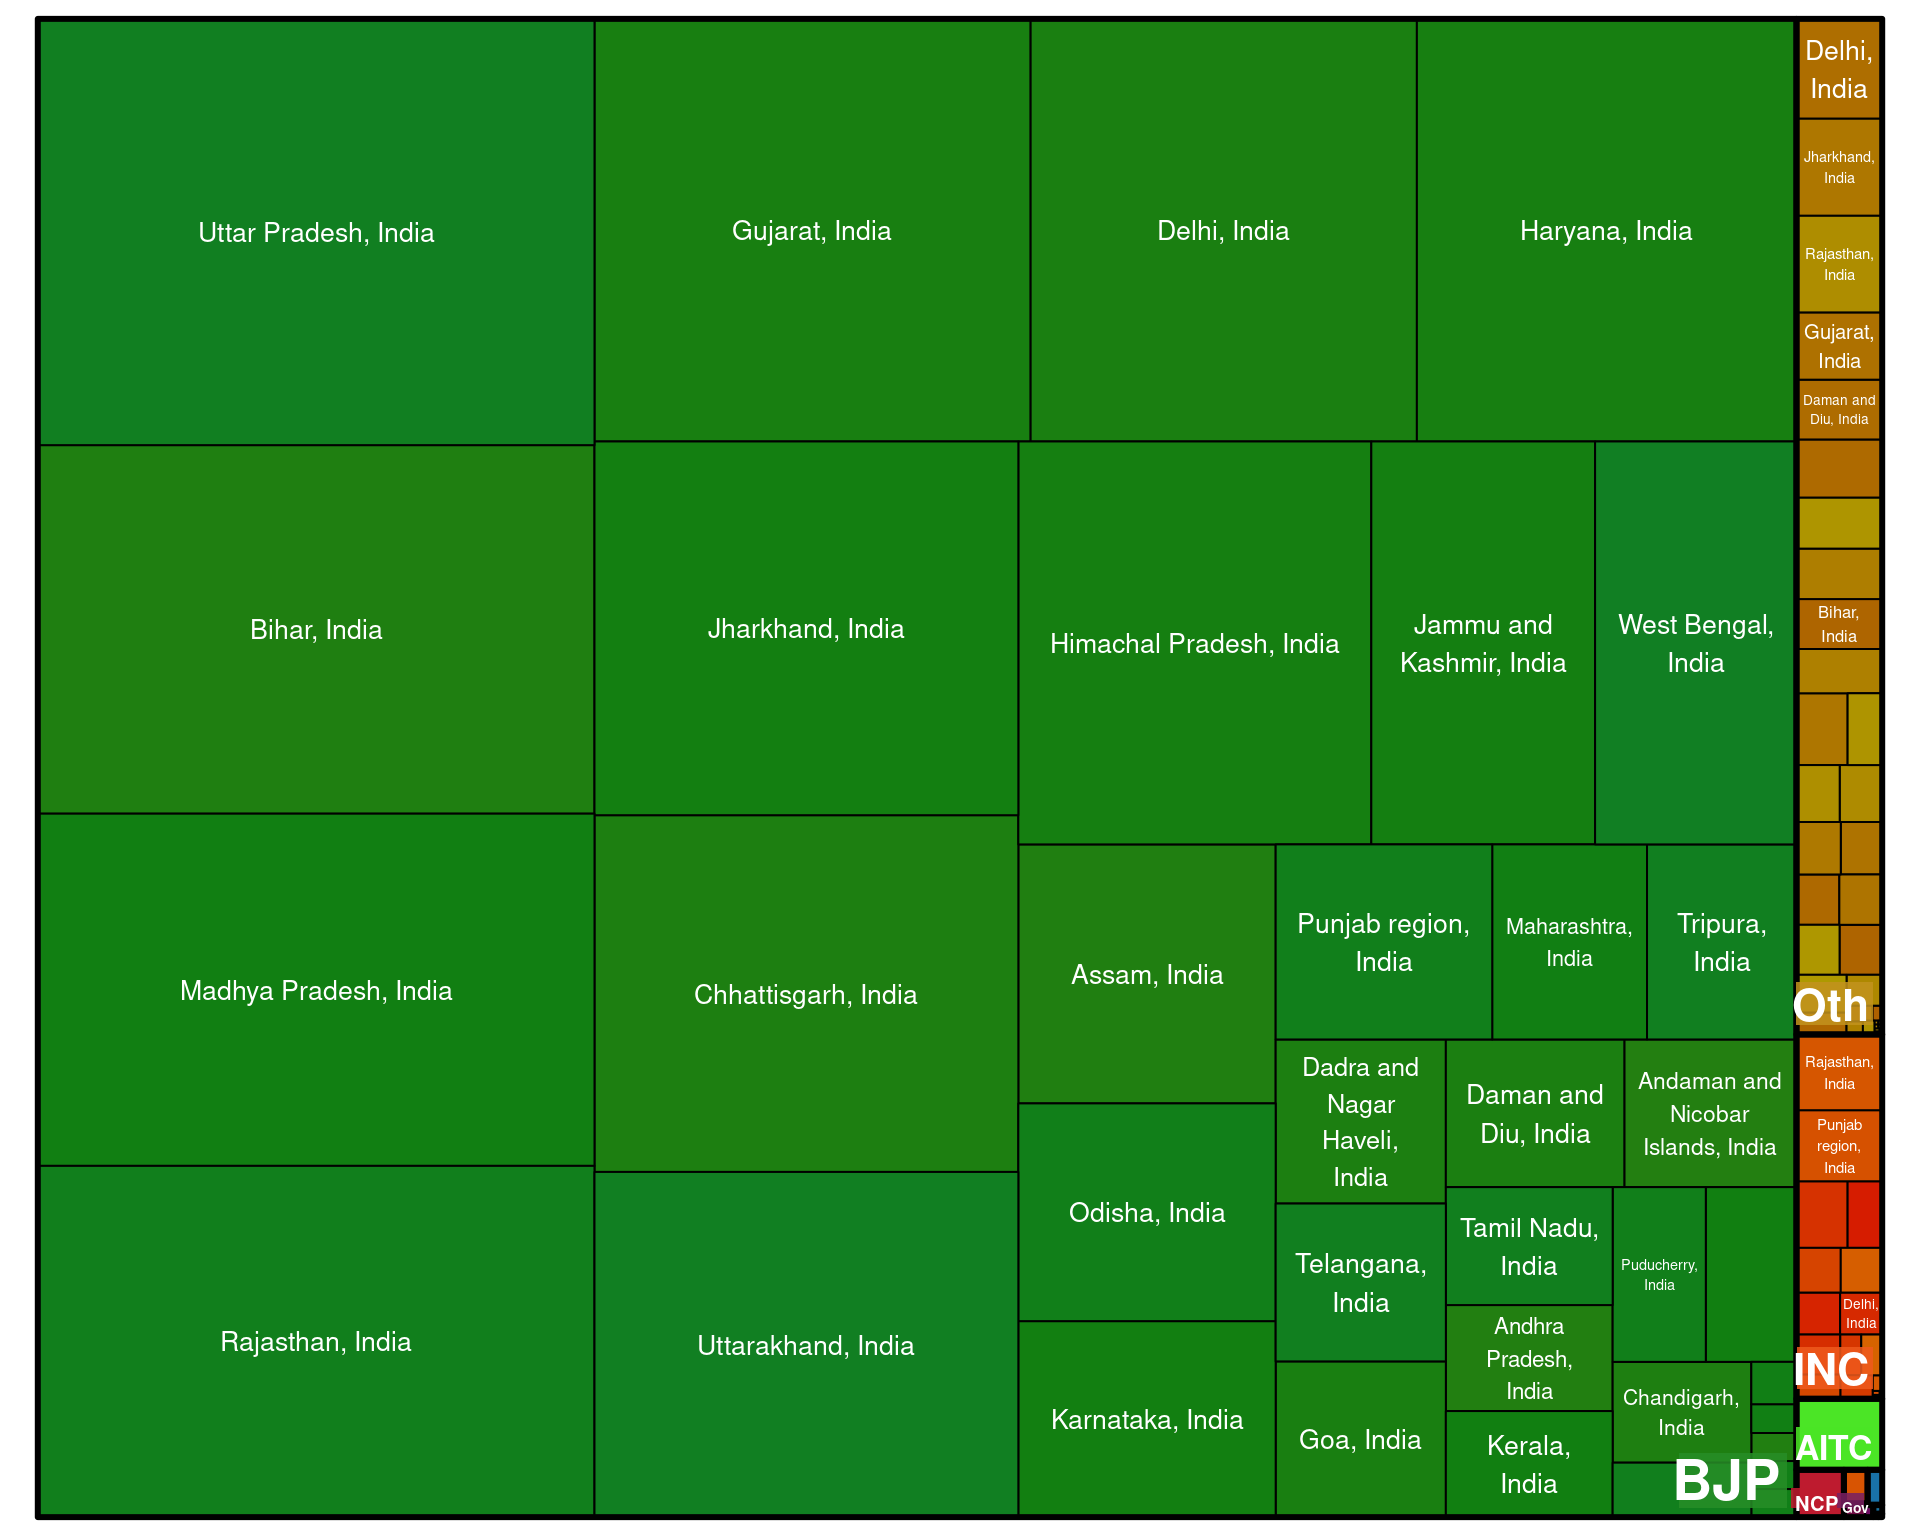 Uttar Pradesh, India
Gujarat, India
Delhi, India
Haryana, India
Delhi,
India
Jharkhand,
India
Rajasthan,
India
Gujarat,
India
Daman and
Diu, India
Bihar,
India
Bihar, India
Jharkhand, India
Himachal Pradesh, India
Jammu and
Kashmir, India
West Bengal,
India
Madhya Pradesh, India
Chhattisgarh, India
Assam, India
Punjab region,
India
Maharashtra,
India
Tripura,
India
Oth
Dadra and
Nagar
Haveli,
India
Daman and
Diu, India
Andaman and
Nicobar
Islands, India
Rajasthan,
India
Punjab
region,
India
Odisha, India
Telangana,
India
Tamil Nadu,
India
Puducherry,
India
Delhi,
India
Rajasthan, India
Uttarakhand, India
Karnataka, India
Goa, India
Andhra
Pradesh,
India
Kerala,
India
Chandigarh,
India
INC
AITC
BJP
NCP
Gov